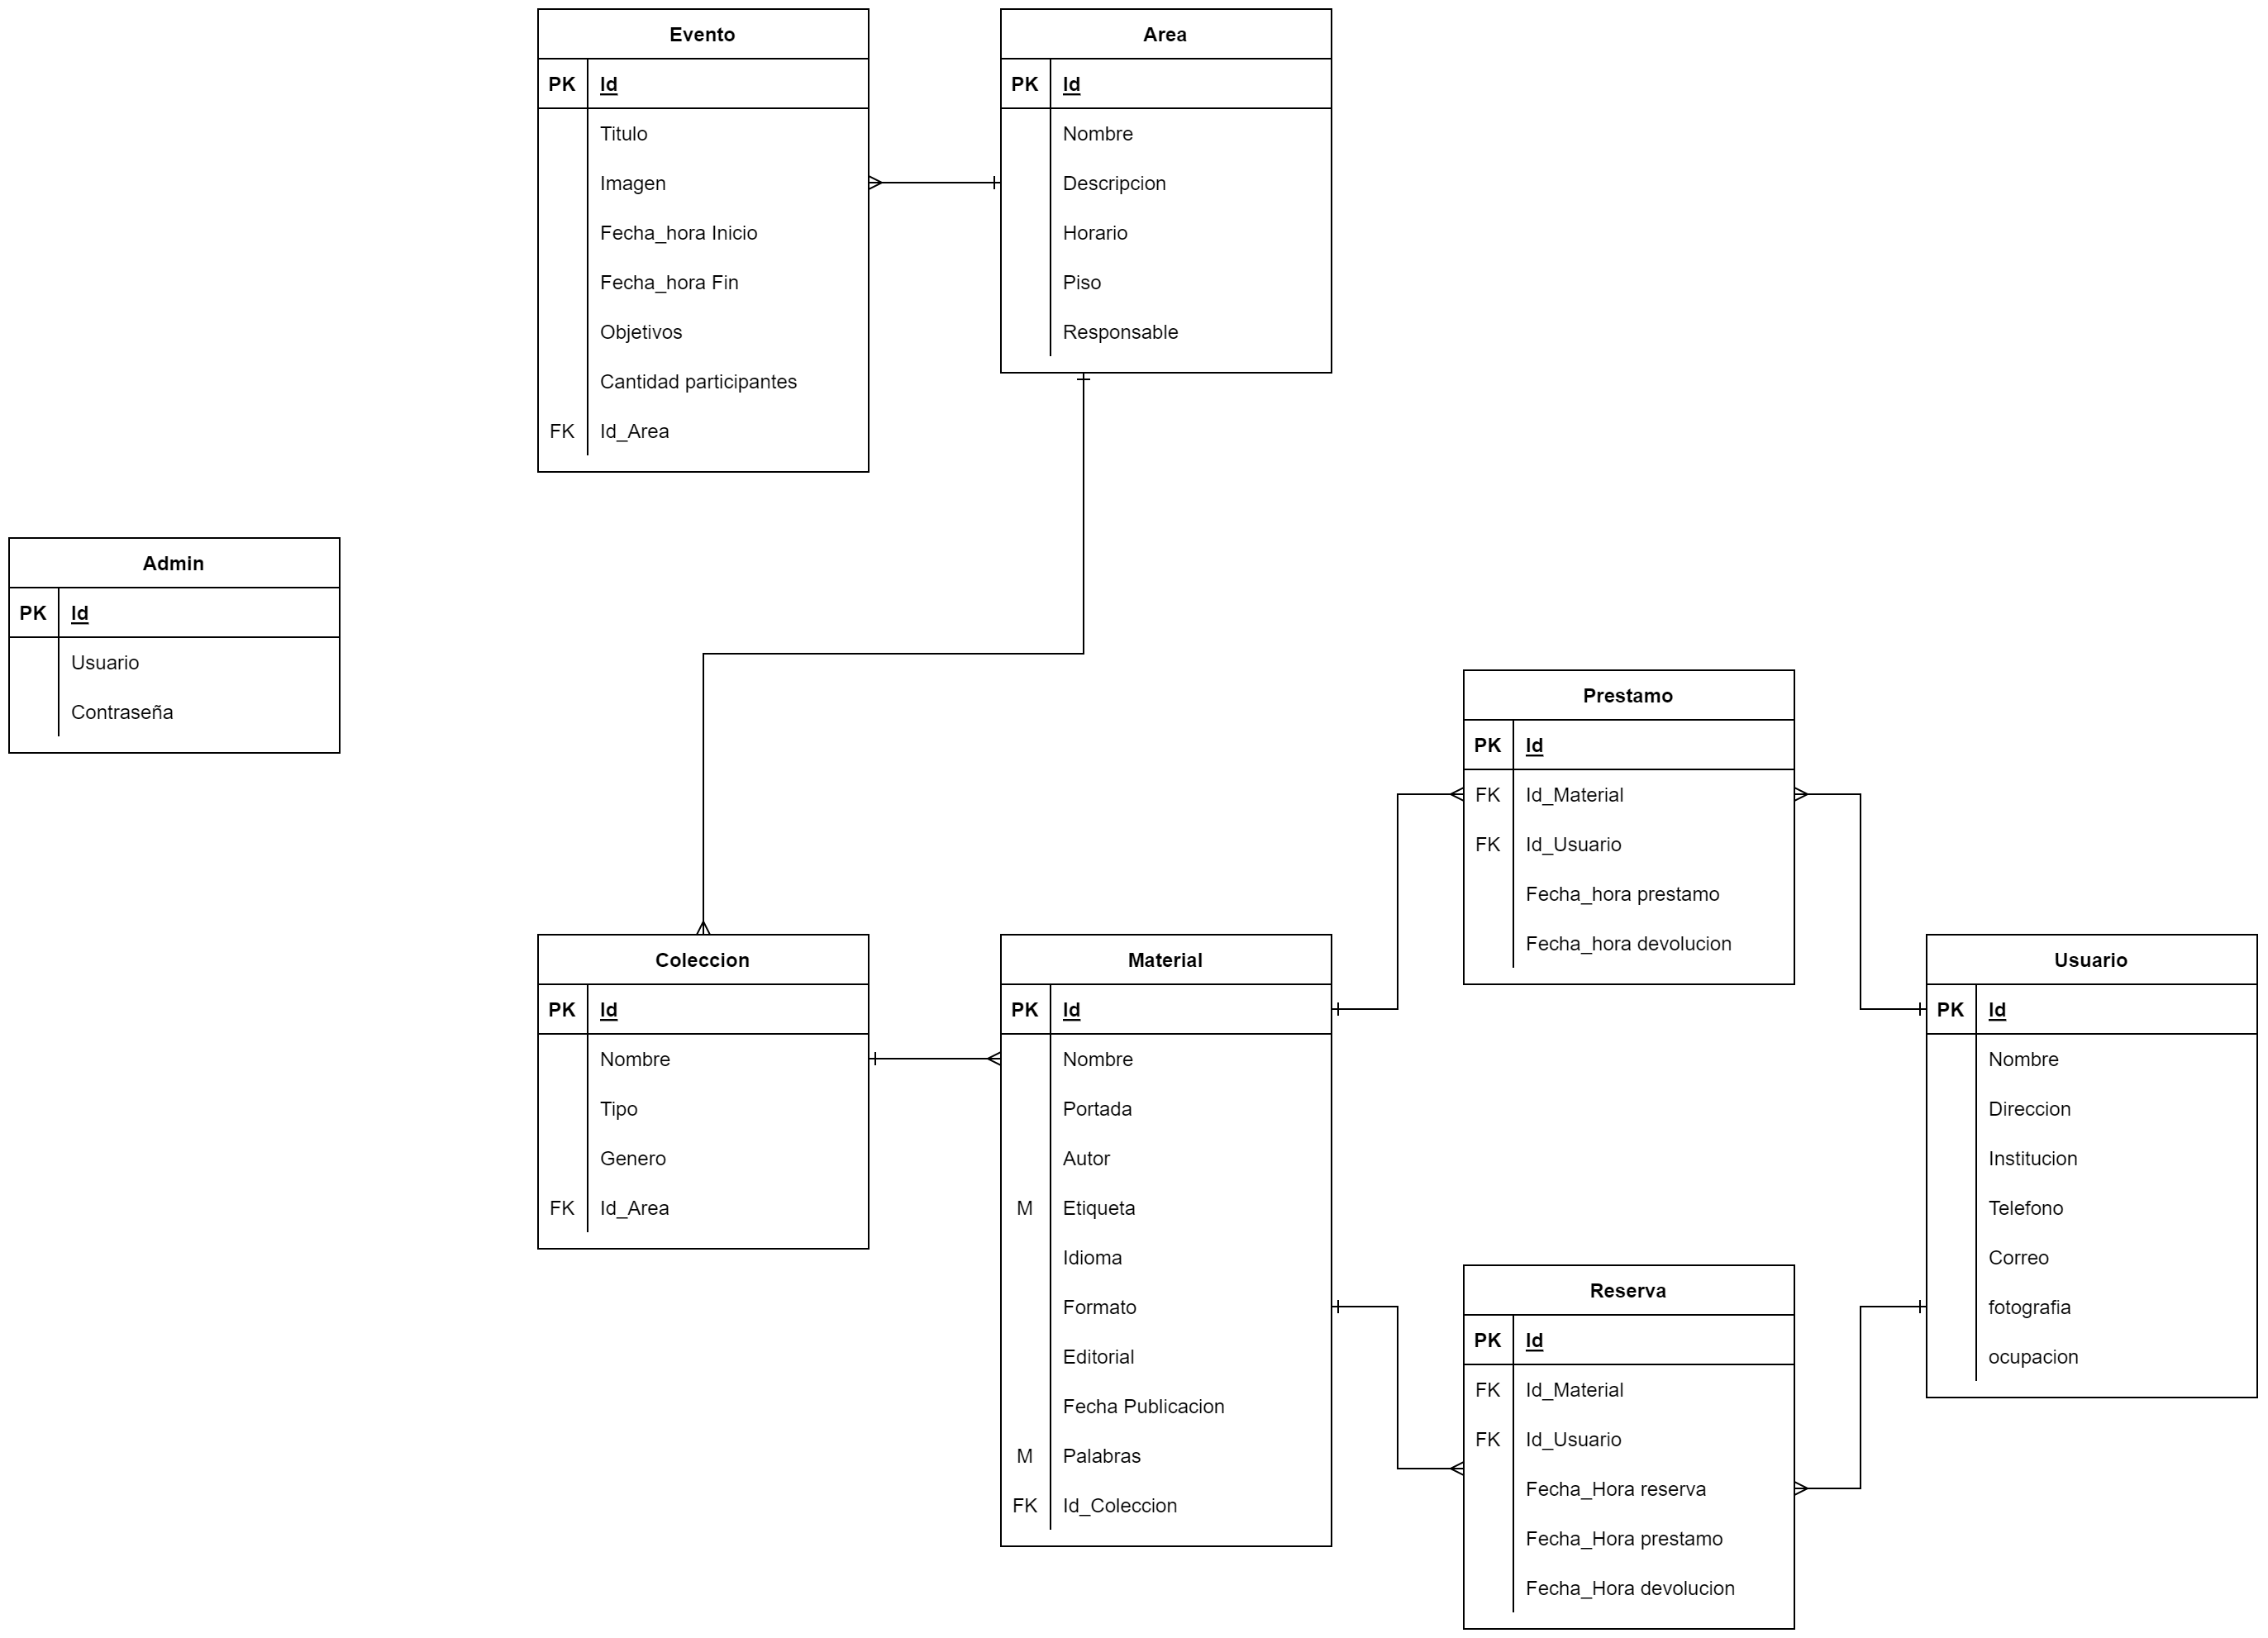 Evento
PK Id
Titulo
Imagen
Fecha_hora Inicio
Fecha_hora Fin
Objetivos
Cantidad participantes
FK Id_Area
Area
PK Id
Nombre
Descripcion
Horario
Piso
Responsable
Admin
PK Id
Usuario
Contraseña
Prestamo
PK Id
FK Id_Material
FK Id_Usuario
Fecha_hora prestamo
Fecha_hora devolucion
Coleccion
PK Id
Nombre
Tipo
Genero
FK Id_Area
Material
PK Id
Nombre
Portada
Autor
M Etiqueta
Idioma
Formato
Editorial
Fecha Publicacion
M Palabras
FK Id_Coleccion
Usuario
PK Id
Nombre
Direccion
Institucion
Telefono
Correo
fotografia
ocupacion
Reserva
PK Id
FK Id_Material
FK Id_Usuario
Fecha_Hora reserva
Fecha_Hora prestamo
Fecha_Hora devolucion